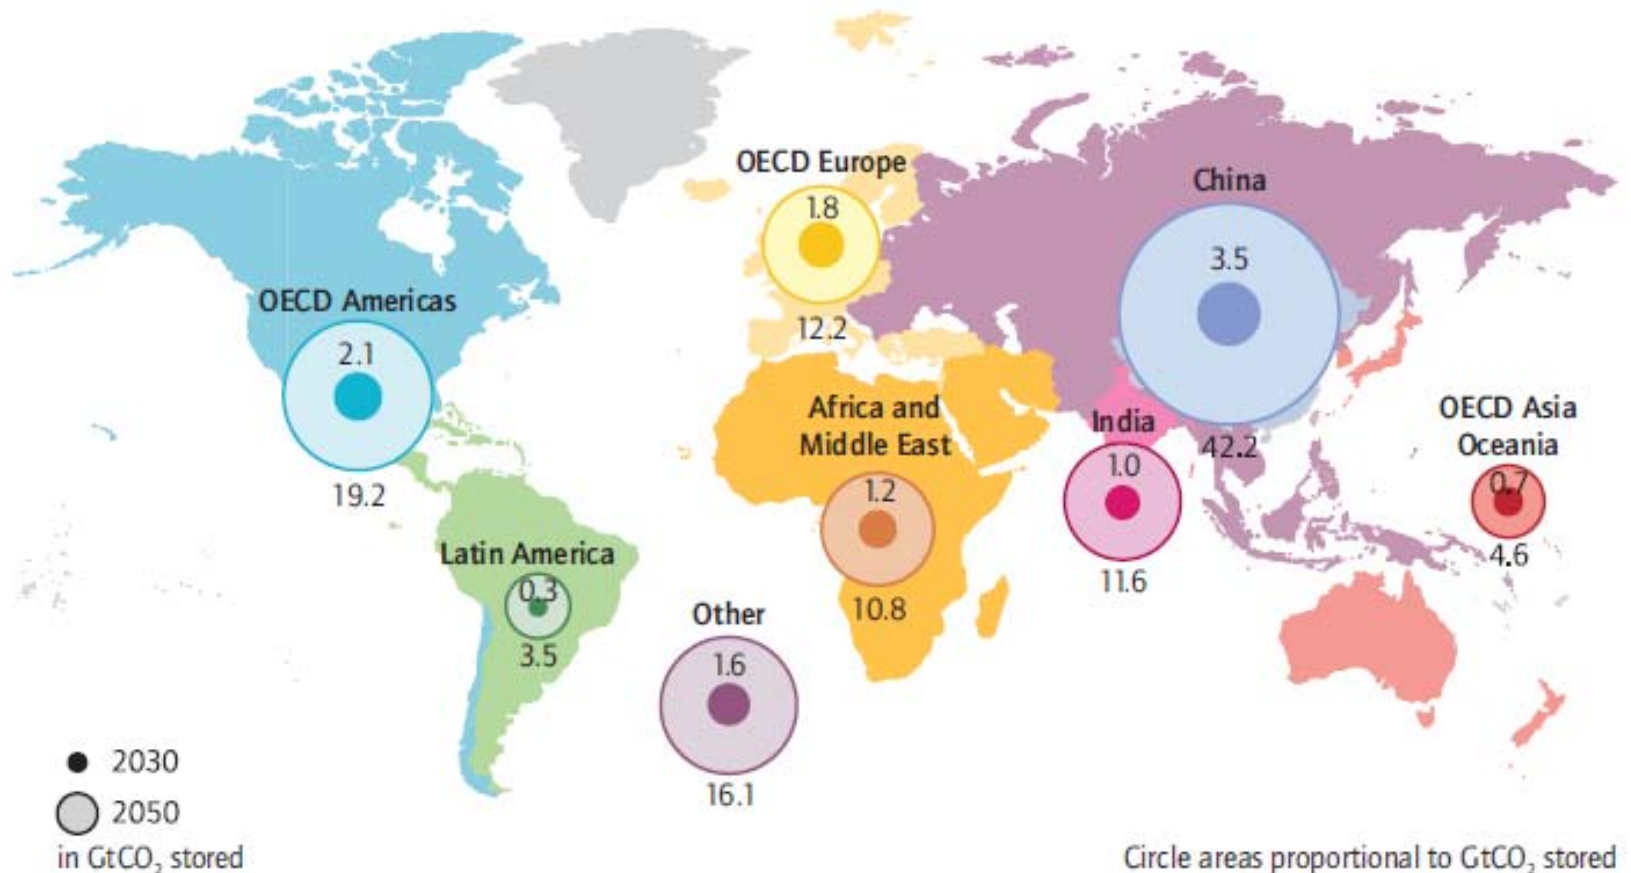 OECD Europe
1.8
12.2
China
3.5
42.2
OECD Americas
2.1
19.2
Africa and
Middle East
1.2
10.8
India
1.0
11.6
OECD Asia
Oceania
0.7
4.6
Latin America
0.3
3.5
Other
1.6
16.1
2030
2050
in GtCO₂ stored
Circle areas proportional to GtCO₂ stored